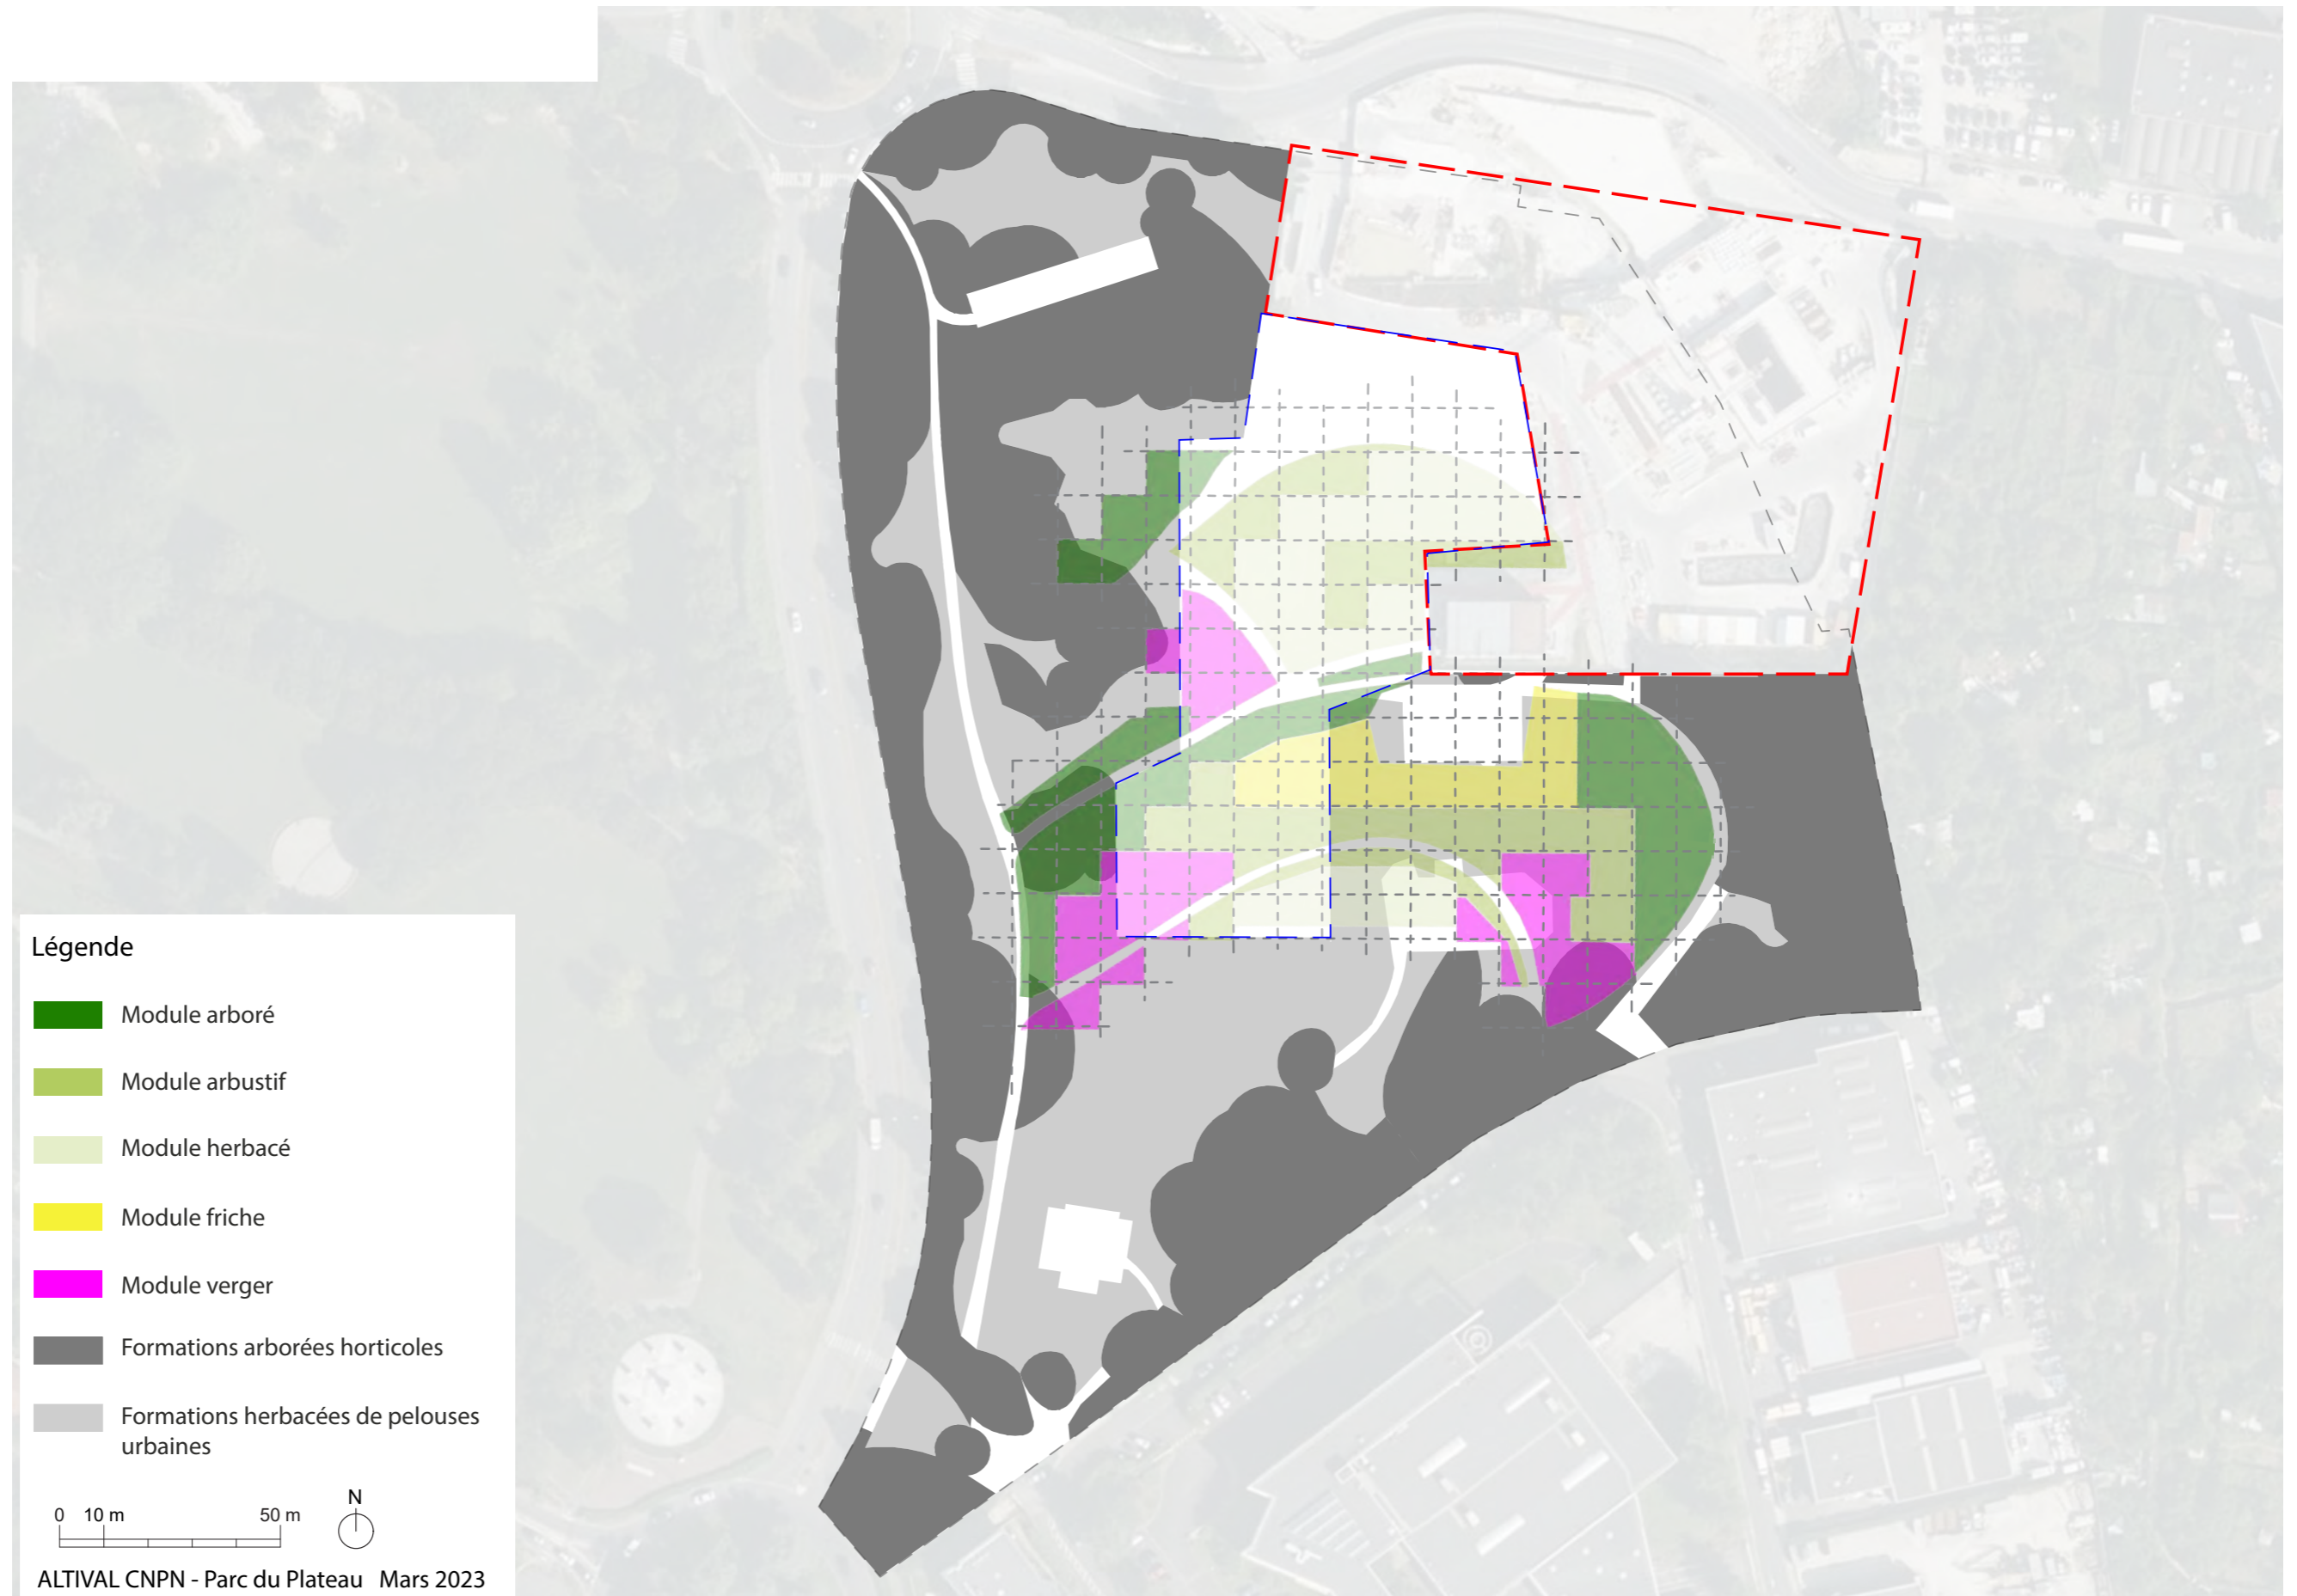 Légende
Module arboré
Module arbustif
Module herbacé
Module friche
Module verger
Formations arborées horticoles
Formations herbacées de pelouses
urbaines
0 10 m 50 m
N
ALTIVAL CNPN - Parc du Plateau Mars 2023